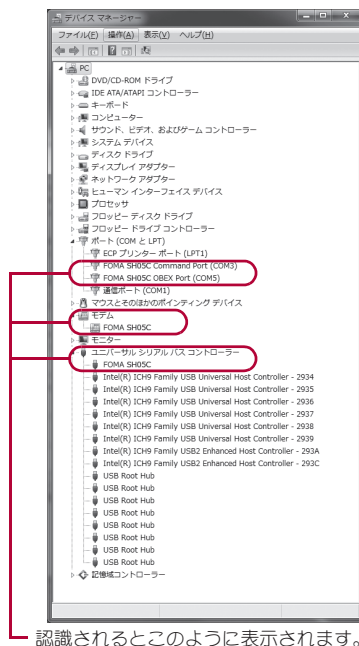 デバイス マネージャー
ファイル(F) 操作(A) 表示(V) ヘルプ(H)
PC
DVD/CD-ROM ドライブ
IDE ATA/ATAPI コントローラー
キーボード
コンピューター
サウンド、ビデオ、およびゲーム コントローラー
システム デバイス
ディスク ドライブ
ディスプレイ アダプター
ネットワーク アダプター
ヒューマン インターフェイス デバイス
プロセッサ
フロッピー ディスク ドライブ
フロッピー ドライブ コントローラー
ポート (COM と LPT)
ECP プリンター ポート (LPT1)
FOMA SH05C Command Port (COM3)
FOMA SH05C OBEX Port (COM5)
通信ポート (COM1)
マウスとそのほかのポインティング デバイス
モデム
FOMA SH05C
モニター
ユニバーサル シリアル バス コントローラー
FOMA SH05C
Intel(R) ICH9 Family USB Universal Host Controller - 2934
Intel(R) ICH9 Family USB Universal Host Controller - 2935
Intel(R) ICH9 Family USB Universal Host Controller - 2936
Intel(R) ICH9 Family USB Universal Host Controller - 2937
Intel(R) ICH9 Family USB Universal Host Controller - 2938
Intel(R) ICH9 Family USB Universal Host Controller - 2939
Intel(R) ICH9 Family USB2 Enhanced Host Controller - 293A
Intel(R) ICH9 Family USB2 Enhanced Host Controller - 293C
USB Root Hub
USB Root Hub
USB Root Hub
USB Root Hub
USB Root Hub
USB Root Hub
USB Root Hub
USB Root Hub
記憶域コントローラー
認識されるとこのように表示されます。